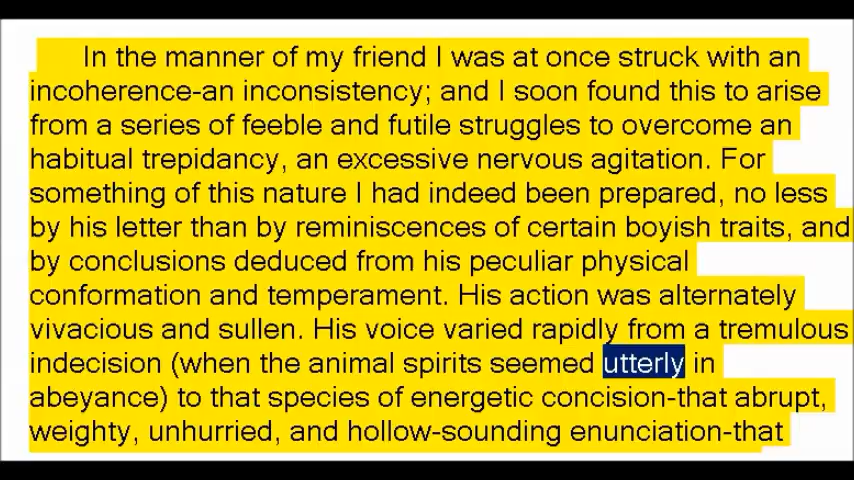 In the manner of my friend I was at once struck with an
incoherence-an inconsistency; and I soon found this to arise
from a series of feeble and futile struggles to overcome an
habitual trepidancy, an excessive nervous agitation. For
something of this nature I had indeed been prepared, no less
by his letter than by reminiscences of certain boyish traits, and
by conclusions deduced from his peculiar physical
conformation and temperament. His action was alternately
vivacious and sullen. His voice varied rapidly from a tremulous
indecision (when the animal spirits seemed utterly in
abeyance) to that species of energetic concision-that abrupt,
weighty, unhurried, and hollow-sounding enunciation-that